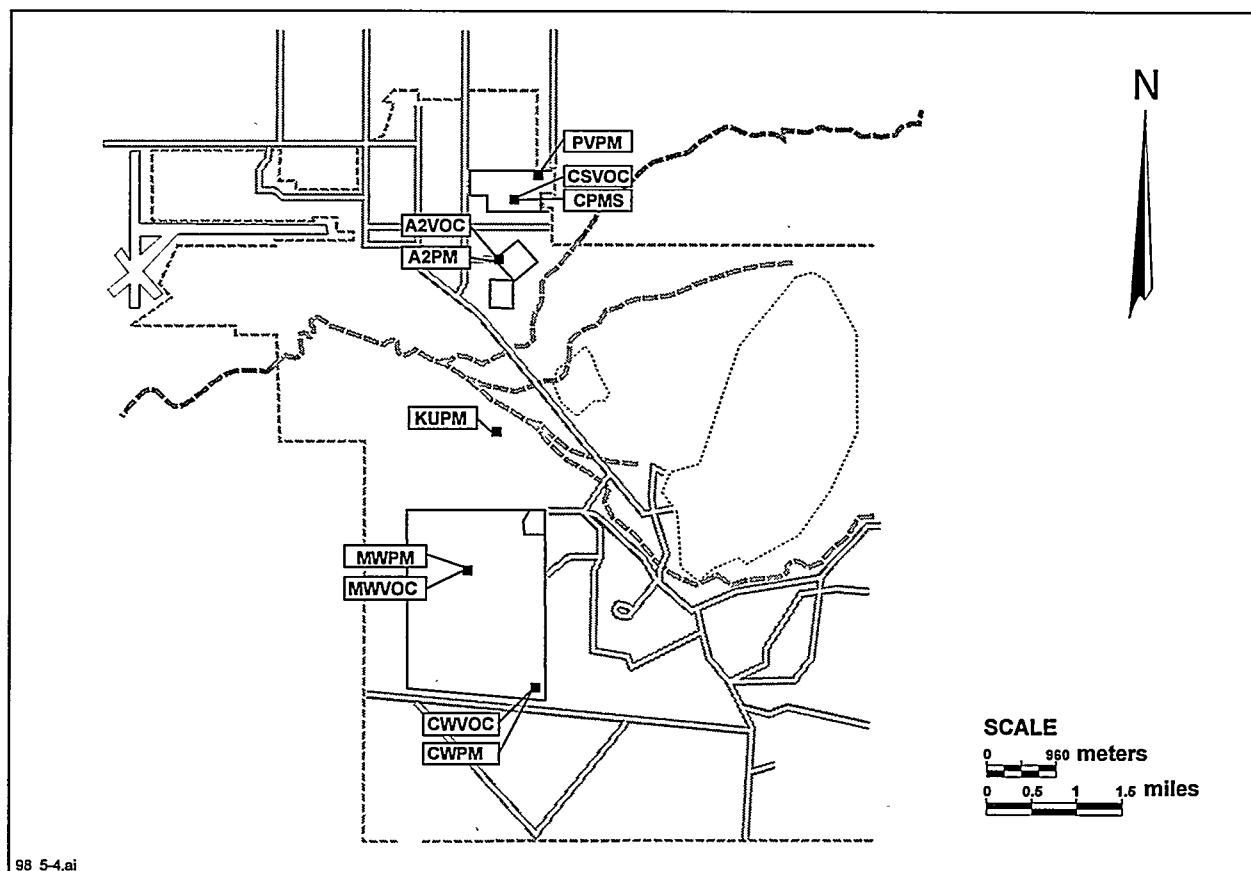 N
PVPM
CSVOC
CPMS
A2VOC
A2PM
KUPM
MWPM
MWVOC
CWVOC
CWPM
SCALE
0 960 meters
0 0.5 1 1.5 miles
98 5-4.ai